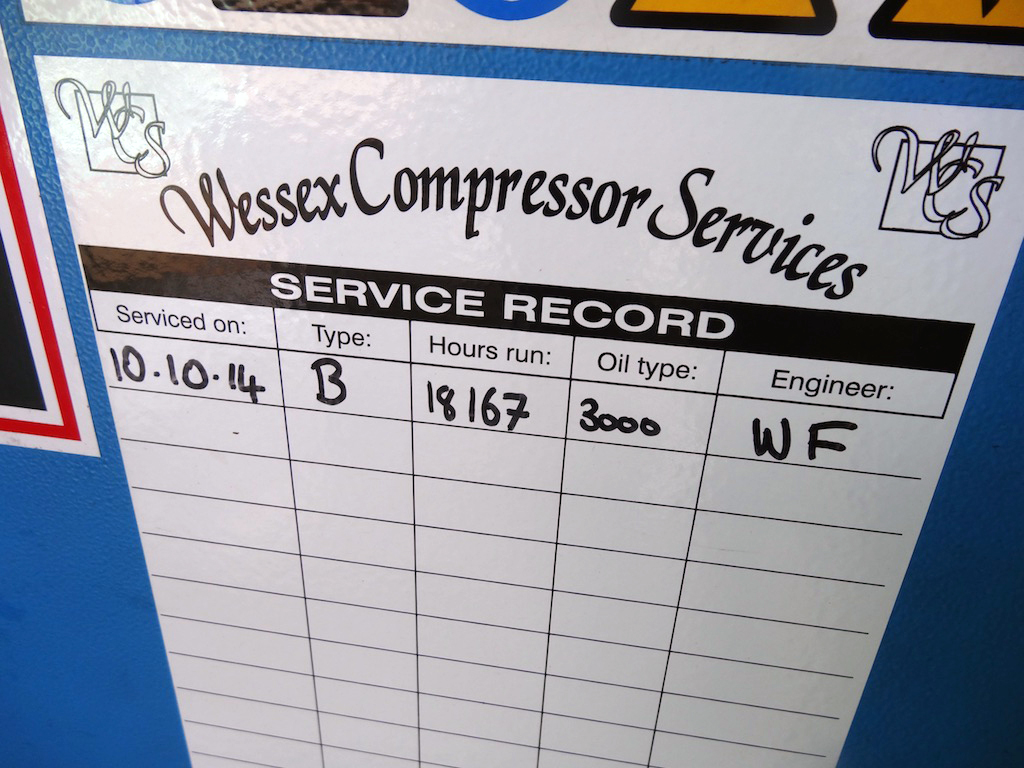 WCS
Wessex Compressor Services
WCS
SERVICE RECORD
Serviced on: Type: Hours run: Oil type: Engineer:
10.10.14 B 18167 3000 WF